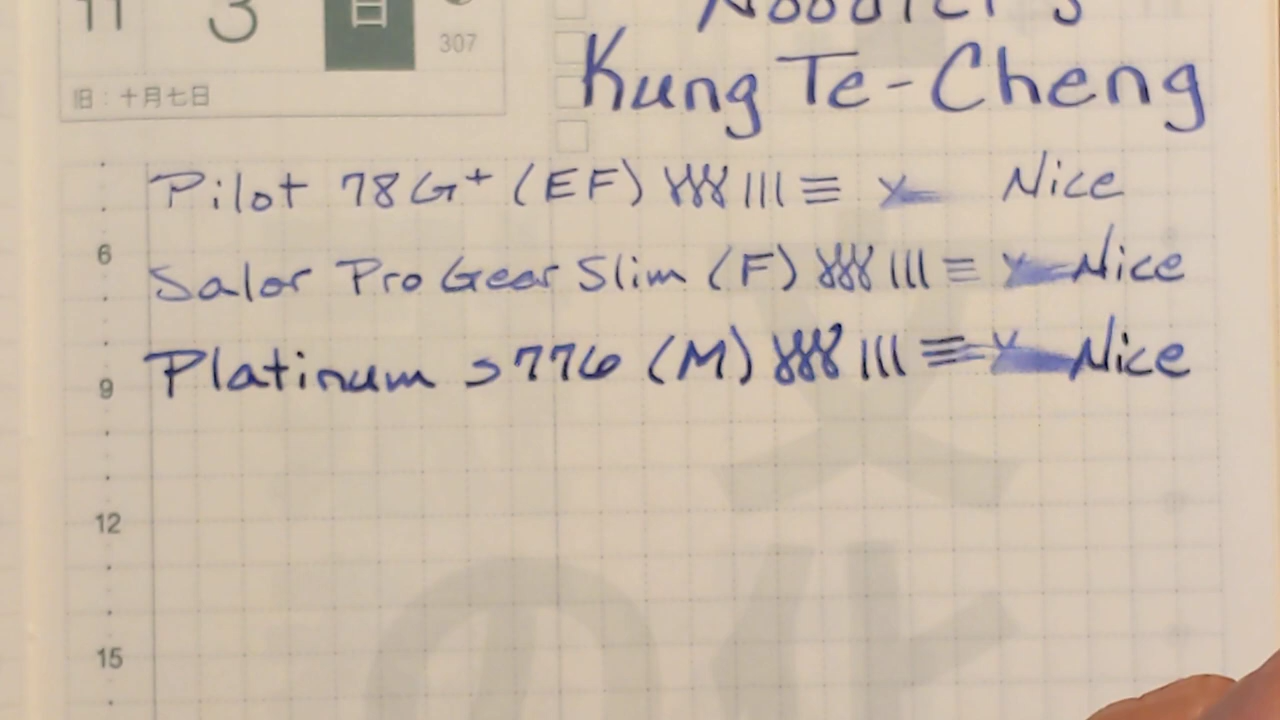 11 3 日
307
旧：十月七日
Noodler's
Kung Te-Cheng
Pilot 78G+ (EF) Nice
Salor Pro Gear Slim (F) Nice
6
Platinum 3776 (M) Nice
9
12
15